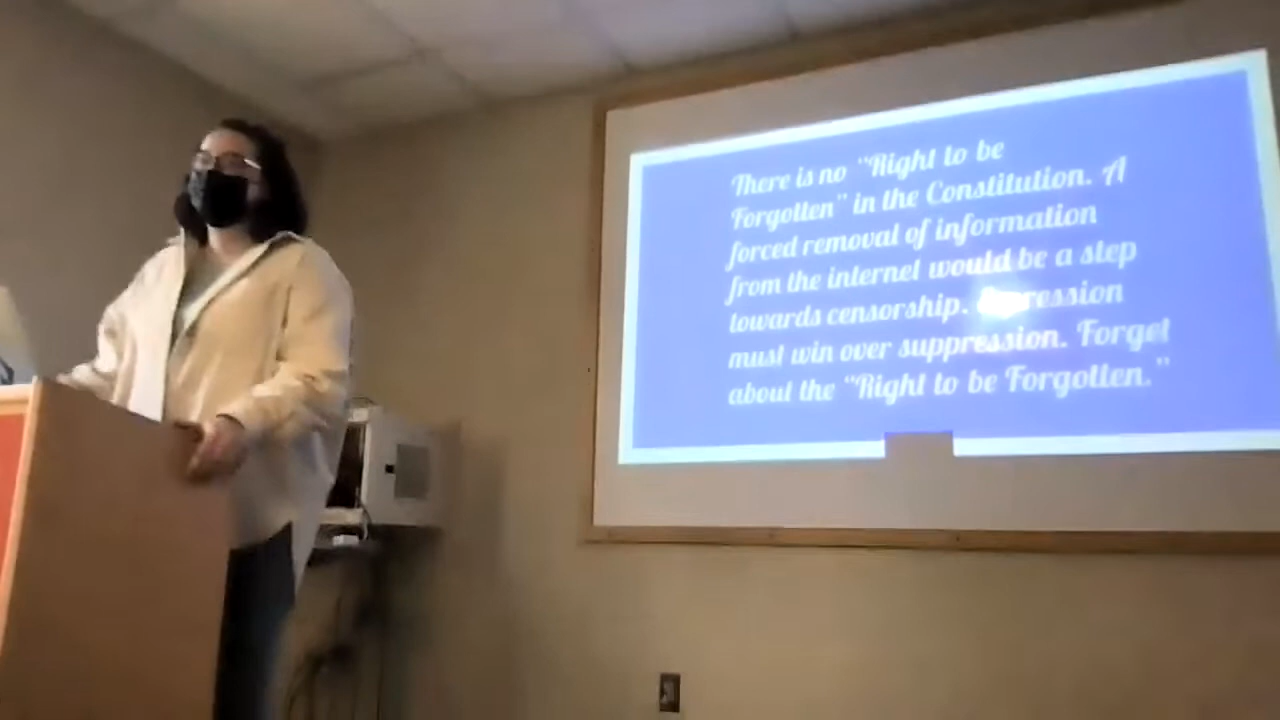 There is no "Right to be
Forgotten" in the Constitution. A
forced removal of information
from the internet would be a step
towards censorship.
must win over suppression. Forget
about the "Right to be Forgotten."